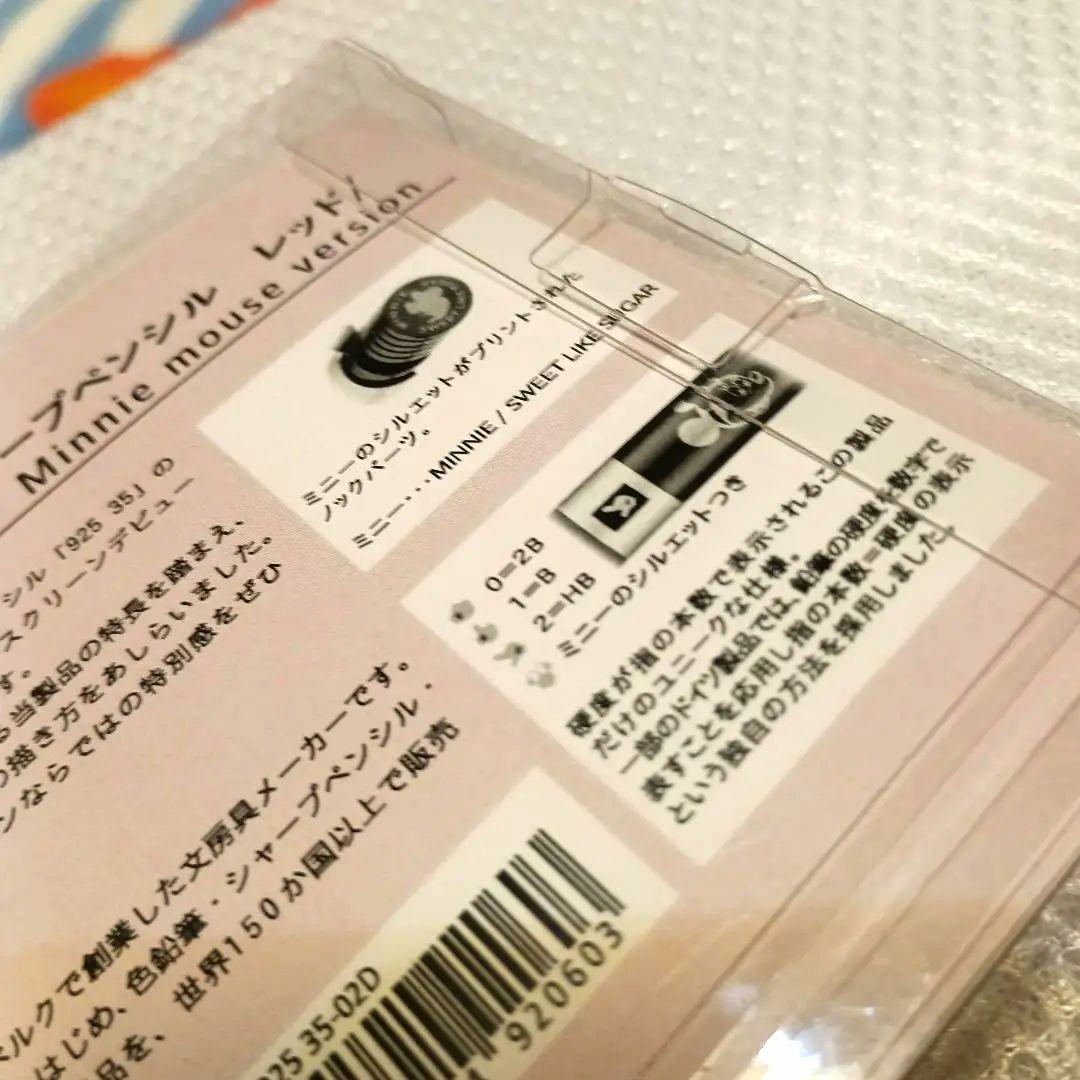 ープペンシル レッド/
Minnie mouse version
シル「925 35」の
スクリーンデビュー
す。
当製品の特長を踏まえ、
の描き方をあしらいました。
ンならではの特別感をぜひ
ベルクで創業した文房具メーカーです。
はじめ、色鉛筆・シャープペンシル・
品を、世界150か国以上で販売
ミニーのシルエットがプリントされた
ノックパーツ。
ミニー・・・MINNIE / SWEET LIKE SUGAR
0=2B
1=B
2=HB
ミニーのシルエットつき
硬度が指の本数で表示されるこの製品
だけのユニークな仕様。
一部のドイツ製品では、鉛筆の硬度を数字で
表すことを応用し指の本数=硬度の表示
という独自の方法を採用しました。
925 35-02D
920603